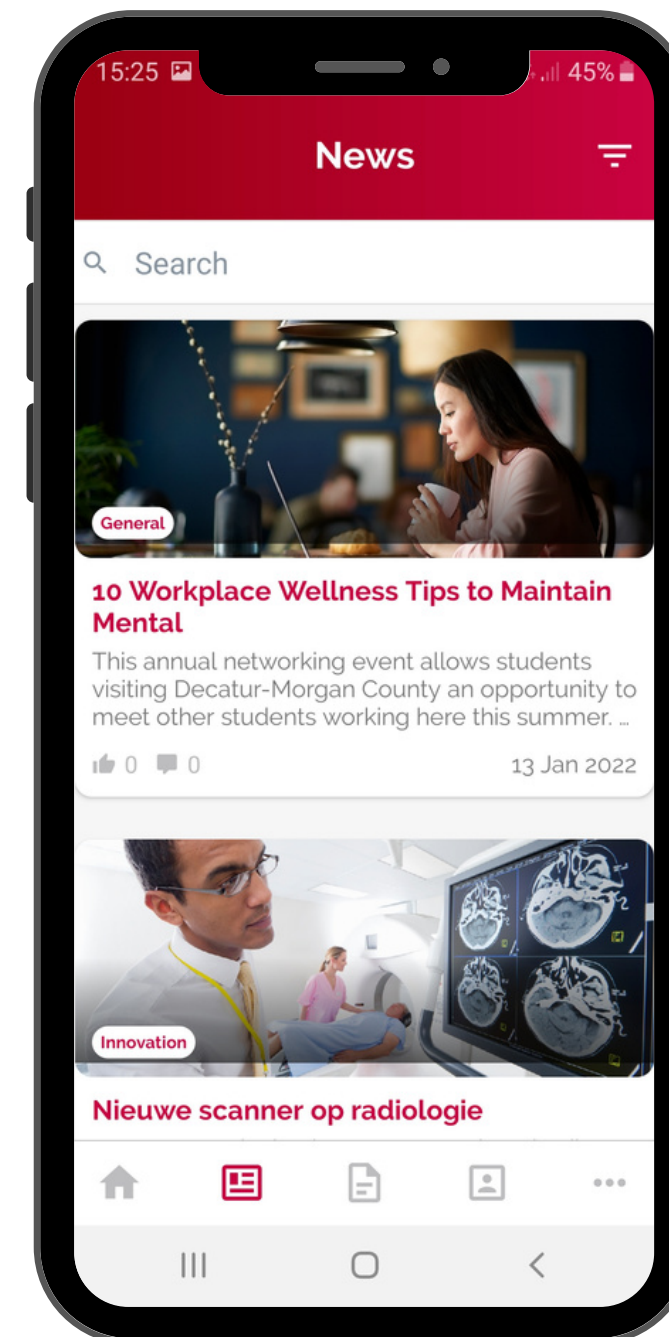 15:25
45%
News
Search
General
10 Workplace Wellness Tips to Maintain
Mental
This annual networking event allows students
visiting Decatur-Morgan County an opportunity to
meet other students working here this summer. ...
0 0
13 Jan 2022
Innovation
Nieuwe scanner op radiologie